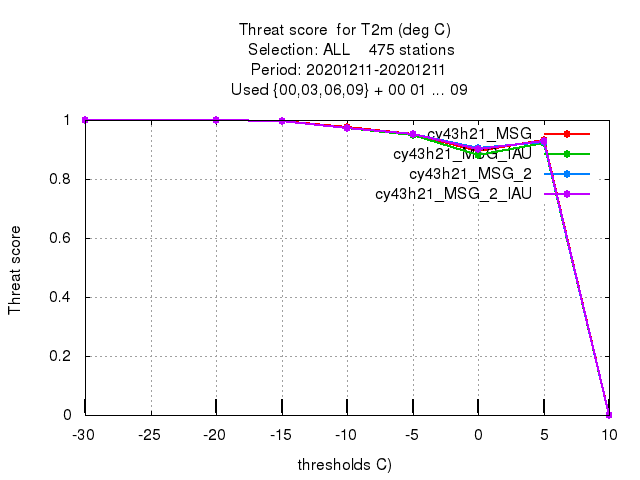 Threat score for T2m (deg C)
Selection: ALL 475 stations
Period: 20201211-20201211
Used {00,03,06,09} + 00 01 ... 09
Threat score
1
0.8
0.6
0.4
0.2
0
cy43h21_MSG
cy43h21_MSG_IAU
cy43h21_MSG_2
cy43h21_MSG_2_IAU
-30 -25 -20 -15 -10 -5 0 5 10
thresholds C)